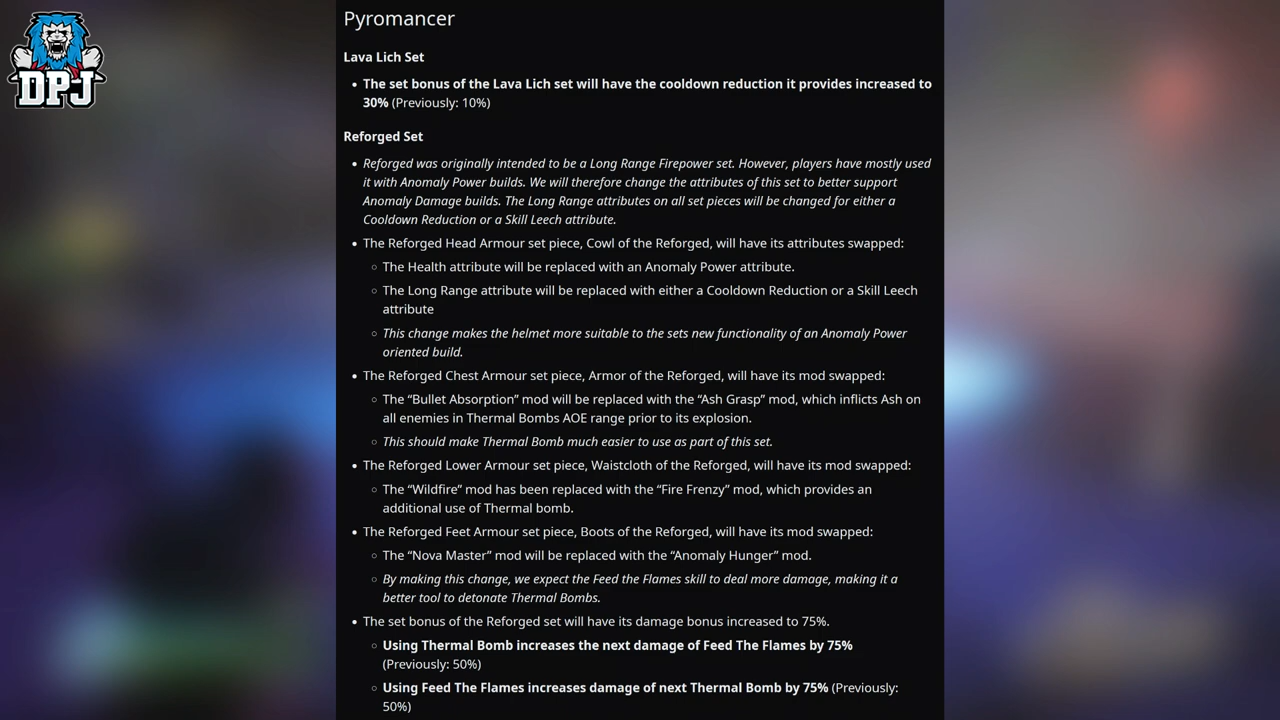 DPJ
Pyromancer
Lava Lich Set
• The set bonus of the Lava Lich set will have the cooldown reduction it provides increased to
30% (Previously: 10%)
Reforged Set
• Reforged was originally intended to be a Long Range Firepower set. However, players have mostly used
it with Anomaly Power builds. We will therefore change the attributes of this set to better support
Anomaly Damage builds. The Long Range attributes on all set pieces will be changed for either a
Cooldown Reduction or a Skill Leech attribute.
• The Reforged Head Armour set piece, Cowl of the Reforged, will have its attributes swapped:
◦ The Health attribute will be replaced with an Anomaly Power attribute.
◦ The Long Range attribute will be replaced with either a Cooldown Reduction or a Skill Leech
attribute
◦ This change makes the helmet more suitable to the sets new functionality of an Anomaly Power
oriented build.
• The Reforged Chest Armour set piece, Armor of the Reforged, will have its mod swapped:
◦ The “Bullet Absorption” mod will be replaced with the “Ash Grasp” mod, which inflicts Ash on
all enemies in Thermal Bombs AOE range prior to its explosion.
◦ This should make Thermal Bomb much easier to use as part of this set.
• The Reforged Lower Armour set piece, Waistcloth of the Reforged, will have its mod swapped:
◦ The “Wildfire” mod has been replaced with the “Fire Frenzy” mod, which provides an
additional use of Thermal bomb.
• The Reforged Feet Armour set piece, Boots of the Reforged, will have its mod swapped:
◦ The “Nova Master” mod will be replaced with the “Anomaly Hunger” mod.
◦ By making this change, we expect the Feed the Flames skill to deal more damage, making it a
better tool to detonate Thermal Bombs.
• The set bonus of the Reforged set will have its damage bonus increased to 75%.
◦ Using Thermal Bomb increases the next damage of Feed The Flames by 75%
(Previously: 50%)
◦ Using Feed The Flames increases damage of next Thermal Bomb by 75% (Previously:
50%)